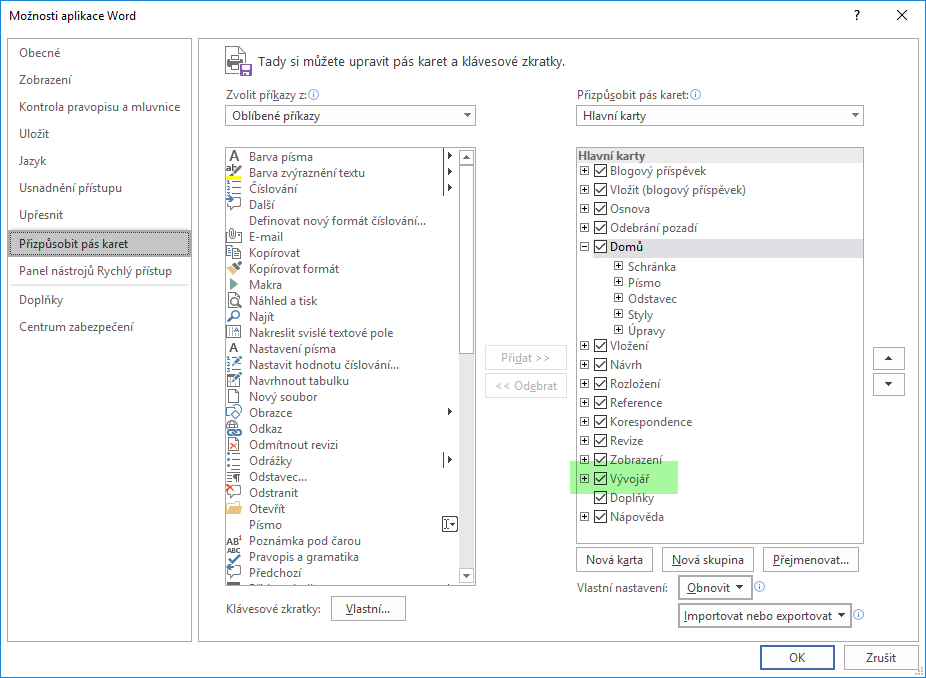 Možnosti aplikace Word
?
Obecné
Zobrazení
Kontrola pravopisu a mluvnice
Uložit
Jazyk
Usnadnění přístupu
Upřesnit
Přizpůsobit pás karet
Panel nástrojů Rychlý přístup
Doplňky
Centrum zabezpečení
Tady si můžete upravit pás karet a klávesové zkratky.
Zvolit příkazy z:
Oblíbené příkazy
Barva písma
Barva zvýraznění textu
Číslování
Další
Definovat nový formát číslování...
E-mail
Kopírovat
Kopírovat formát
Makra
Náhled a tisk
Najít
Nakreslit svislé textové pole
Nastavení písma
Nastavit hodnotu číslování...
Navrhnout tabulku
Nový soubor
Obrazce
Odkaz
Odmítnout revizi
Odrážky
Odstavec...
Odstranit
Otevřít
Písmo
Poznámka pod čarou
Pravopis a gramatika
Předchozí
Klávesové zkratky:
Vlastní...
Přidat >>
<< Odebrat
Přizpůsobit pás karet:
Hlavní karty
Hlavní karty
Blogový příspěvek
Vložit (blogový příspěvek)
Osnova
Odebrání pozadí
Domů
Schránka
Písmo
Odstavec
Styly
Úpravy
Vložení
Návrh
Rozložení
Reference
Korespondence
Revize
Zobrazení
Vývojář
Doplňky
Nápověda
Nová karta
Nová skupina
Přejmenovat...
Vlastní nastavení:
Obnovit
Importovat nebo exportovat
OK
Zrušit